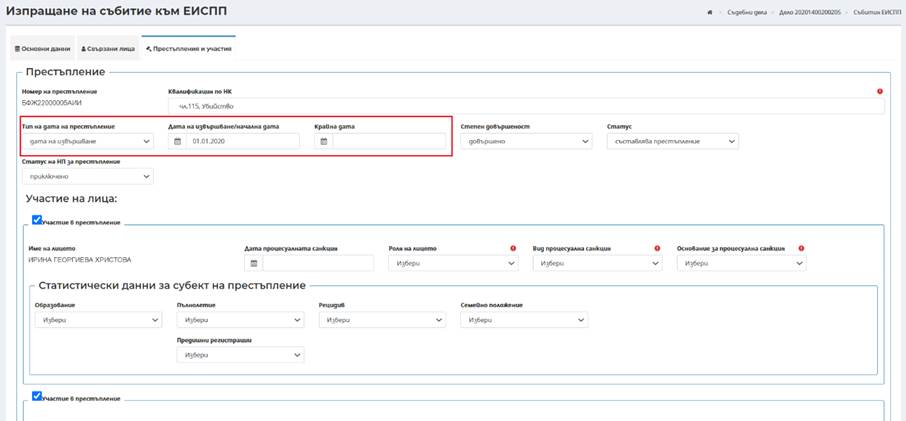 Изпращане на събитие към ЕИСПП
Съдебни дела > Дело 20201400200205 > Събития ЕИСПП
Основни данни Свързани лица Престъпления и участия
Престъпление
Номер на престъпление Квалификация по НК
БФЖ22000005АИИ чл.115, Убийство
Тип на дата на престъпление Дата на извършване/начална дата Крайна дата Степен довършеност Статус
дата на извършване 01.01.2020 довършено съставлява престъпление
Статус на НП за престъпление
приключено
Участие на лица:
Участие в престъпление
Име на лицето Дата процесуалната санкция Роля на лицето Вид процесуална санкция Основание за процесуална санкция
ИРИНА ГЕОРГИЕВА ХРИСТОВА Избери Избери Избери
Статистически данни за субект на престъпление
Образование Пълнолетие Рецидив Семейно положение
Избери Избери Избери Избери
Предишни регистрации
Избери
Участие в престъпление